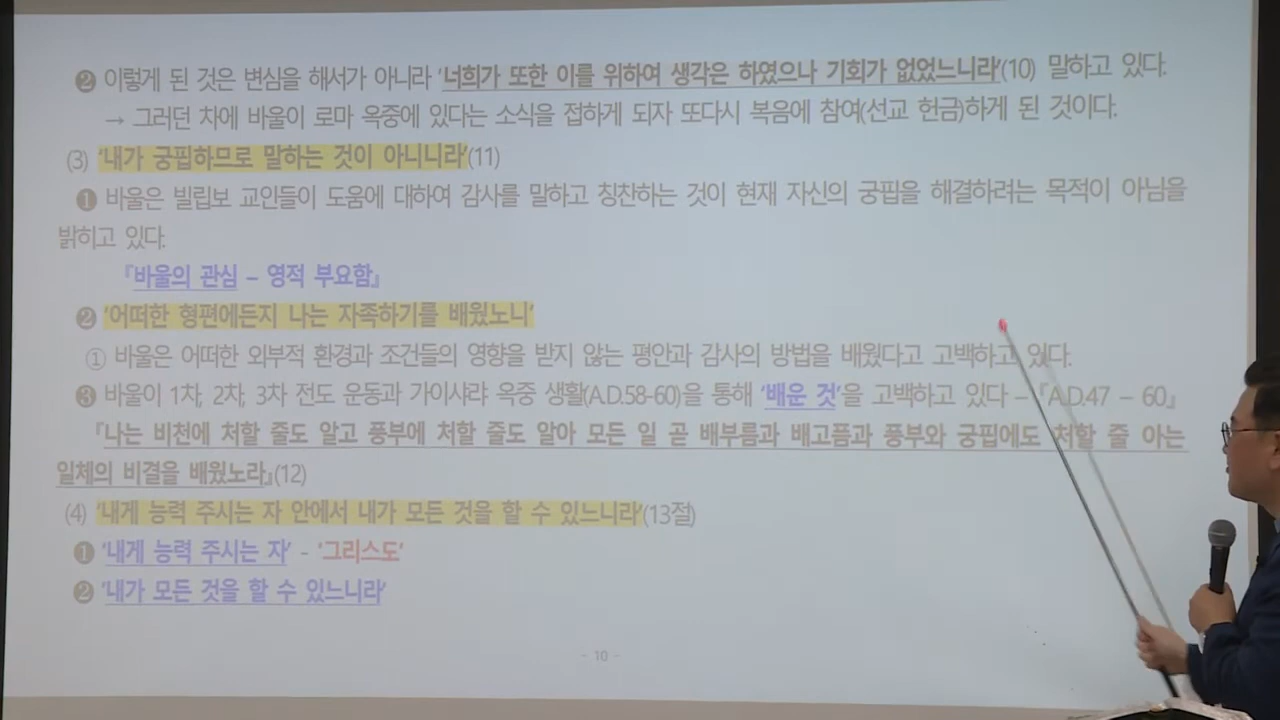 ❷ 이렇게 된 것은 변심을 해서가 아니라 '너희가 또한 이를 위하여 생각은 하였으나 기회가 없었느니라'(10) 말하고 있다.
→ 그러던 차에 바울이 로마 옥중에 있다는 소식을 접하게 되자 또다시 복음에 참여(선교 헌금)하게 된 것이다.
(3) '내가 궁핍하므로 말하는 것이 아니니라'(11)
❶ 바울은 빌립보 교인들이 도움에 대하여 감사를 말하고 칭찬하는 것이 현재 자신의 궁핍을 해결하려는 목적이 아님을
밝히고 있다.
『바울의 관심 – 영적 부요함』
❷ '어떠한 형편에든지 나는 자족하기를 배웠노니'
① 바울은 어떠한 외부적 환경과 조건들의 영향을 받지 않는 평안과 감사의 방법을 배웠다고 고백하고 있다.
❸ 바울이 1차, 2차, 3차 전도 운동과 가이샤랴 옥중 생활(A.D.58-60)을 통해 '배운 것'을 고백하고 있다 – 『A.D.47 – 60』
『나는 비천에 처할 줄도 알고 풍부에 처할 줄도 알아 모든 일 곧 배부름과 배고픔과 풍부와 궁핍에도 처할 줄 아는
일체의 비결을 배웠노라』(12)
(4) '내게 능력 주시는 자 안에서 내가 모든 것을 할 수 있느니라'(13절)
❶ '내게 능력 주시는 자' - '그리스도'
❷ '내가 모든 것을 할 수 있느니라'
- 10 -